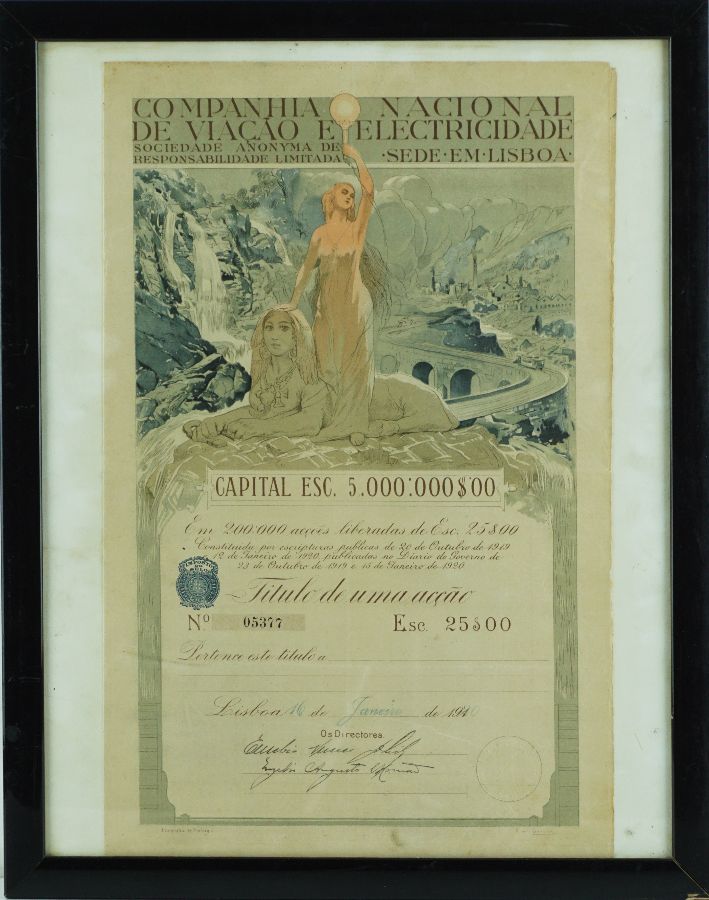 COMPANHIA NACIONAL
DE VIAÇÃO E ELECTRICIDADE
SOCIEDADE ANONYMA DE
RESPONSABILIDADE LIMITADA
·SEDE·EM·LISBOA·
CAPITAL ESC. 5.000:000$00
Em 200:000 acções liberadas de Esc. 25$00
Constituida por escripturas publicas de 20 de Outubro de 1919
12 de Janeiro de 1920, publicadas no Diario do Governo de
23 de Outubro de 1919 e 15 de Janeiro de 1920
Titulo de uma acção
Nº 05377 Esc. 25$00
Pertence este titulo a
Lisboa 16 de Janeiro de 19
Os Directores
Augusto